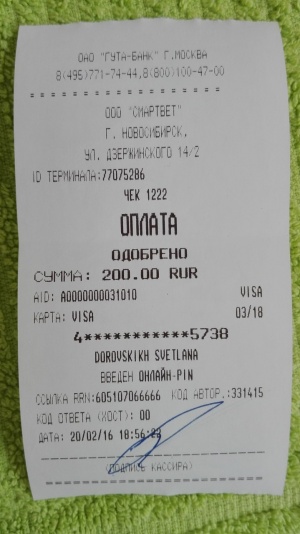 ОАО "ГУТА-БАНК" Г.МОСКВА
8(495)771-74-44,8(800)100-47-00
ООО "СМАРТВЕТ"
Г. НОВОСИБИРСК,
УЛ. ДЗЕРЖИНСКОГО 14/2
ID ТЕРМИНАЛА:77075286
ЧЕК 1222
ОПЛАТА
ОДОБРЕНО
СУММА: 200.00 RUR
AID: A0000000031010 VISA
КАРТА: VISA 03/18
4***********5738
DOROVSKIKH SVETLANA
ВВЕДЕН ОНЛАЙН-PIN
ССЫЛКА RRN:605107066666 КОД АВТОР.:331415
КОД ОТВЕТА (ХОСТ): 00
ДАТА: 20/02/16 18:56:
(ПОДПИСЬ КАССИРА)